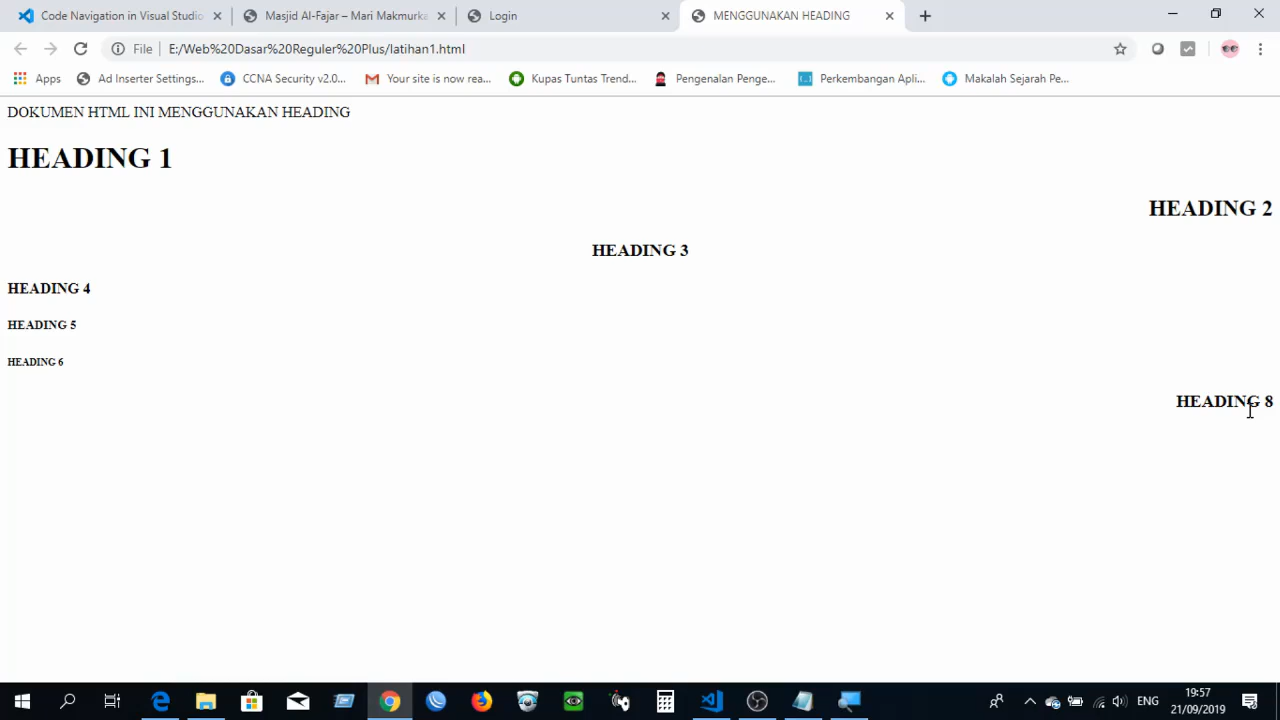 Code Navigation in Visual Studio
Masjid Al-Fajar – Mari Makmurka
Login
MENGGUNAKAN HEADING
File
E:/Web%20Dasar%20Reguler%20Plus/latihan1.html
Apps
Ad Inserter Settings...
CCNA Security v2.0...
Your site is now rea...
Kupas Tuntas Trend...
Pengenalan Penge...
Perkembangan Apli...
Makalah Sejarah Pe...
DOKUMEN HTML INI MENGGUNAKAN HEADING
HEADING 1
HEADING 2
HEADING 3
HEADING 4
HEADING 5
HEADING 6
HEADING 8
ENG
19:57
21/09/2019